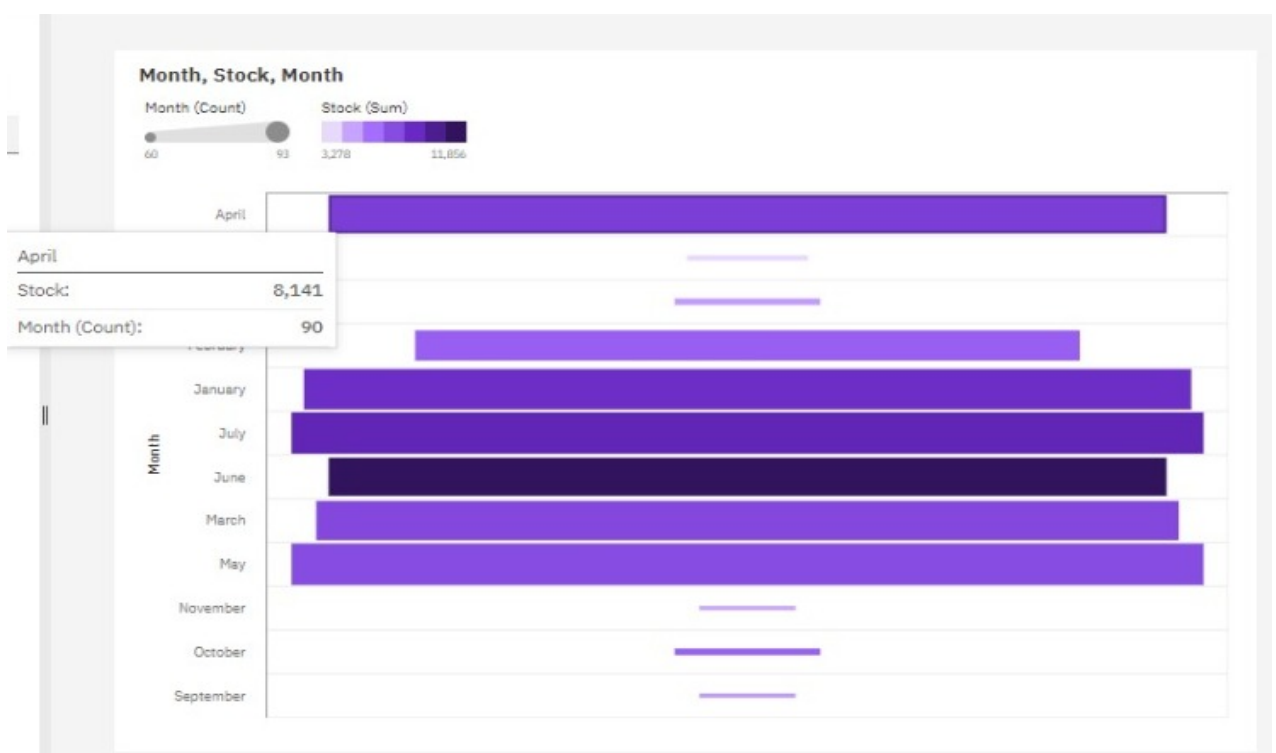 Month, Stock, Month
Month (Count) Stock (Sum)
60 93 3,278 11,856
April
April
Stock: 8,141
Month (Count): 90
January
July
Month
June
March
May
November
October
September